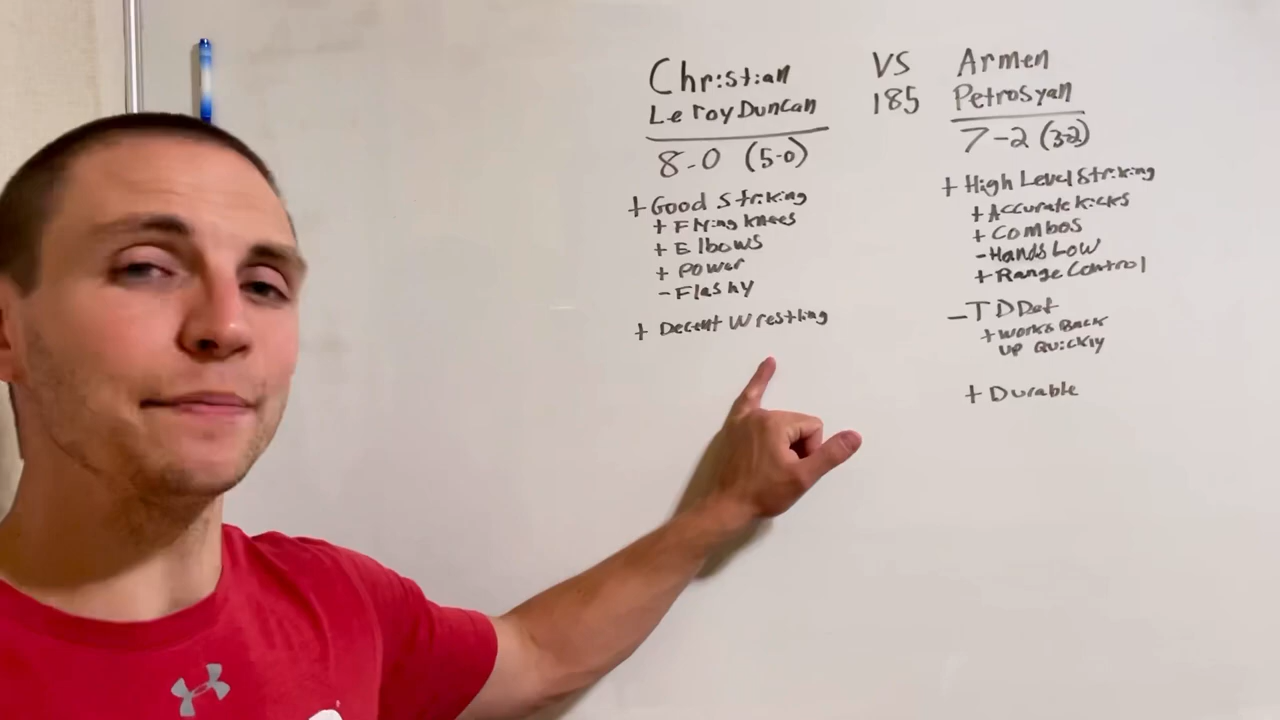 Christian
Leroy Duncan
8-0 (5-0)
+ Good Striking
+ Flying Knees
+ Elbows
+ Power
- Flashy
+ Decent Wrestling
VS
185
Armen
Petrosyan
7-2 (3-2)
+ High Level Striking
+ Accurate Kicks
+ Combos
- Hands Low
+ Range Control
- TD Def
+ Works Back
Up Quickly
+ Durable